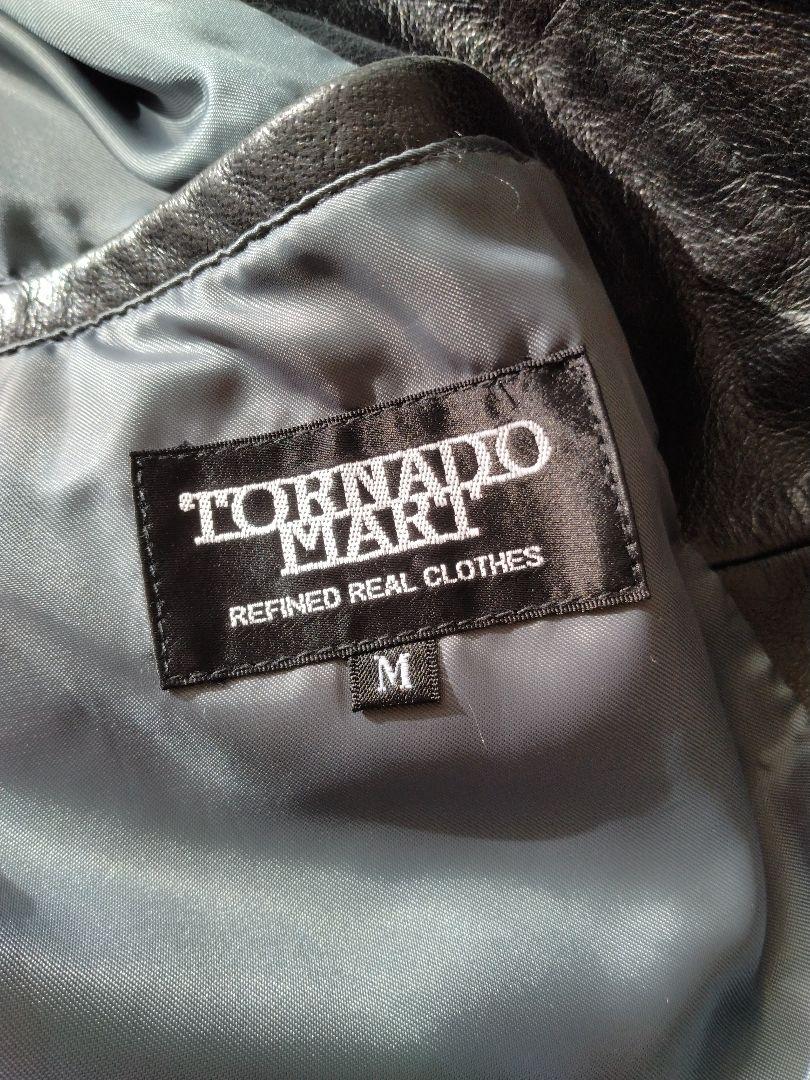 TORNADO
MART
REFINED REAL CLOTHES
M